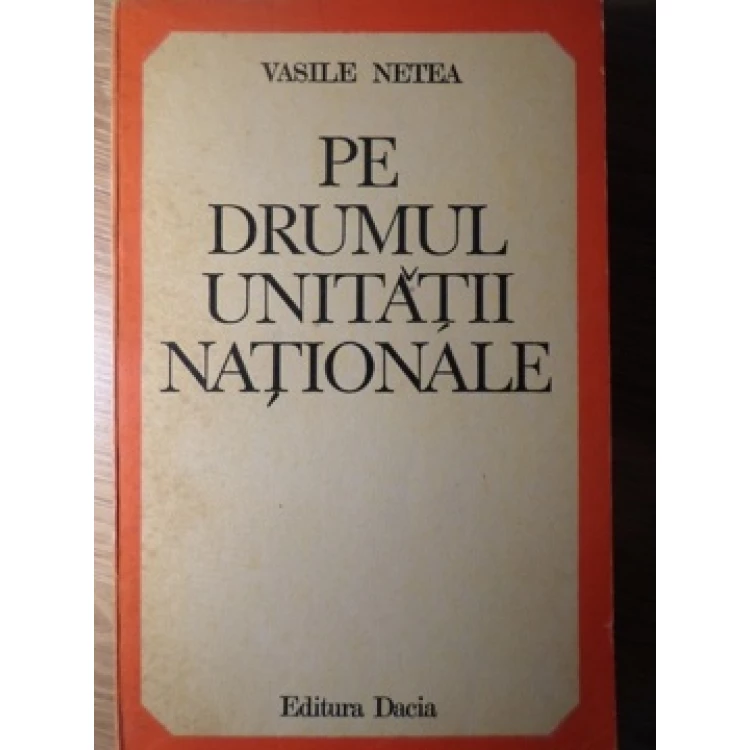 VASILE NETEA
PE
DRUMUL
UNITĂȚII
NAȚIONALE
Editura Dacia